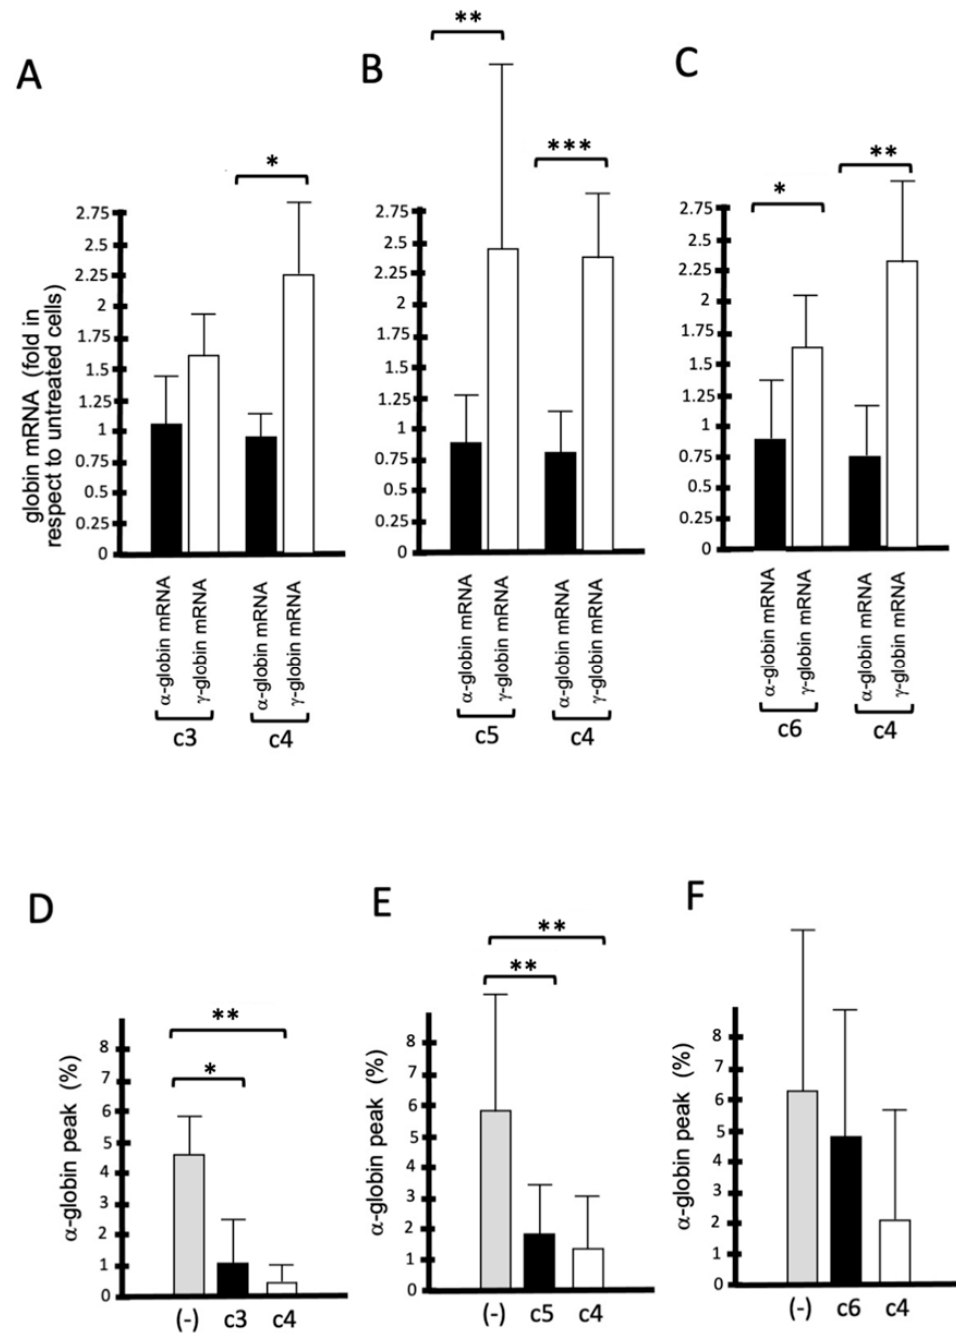 A
B
C
**
*
***
*
**
globin mRNA (fold in
respect to untreated cells)
2.75
2.5
2.25
2
1.75
1.5
1.25
1
0.75
0.5
0.25
0
2.75
2.5
2.25
2
1.75
1.5
1.25
1
0.75
0.5
0.25
0
2.75
2.5
2.25
2
1.75
1.5
1.25
1
0.75
0.5
0.25
0
α-globin mRNA
γ-globin mRNA
α-globin mRNA
γ-globin mRNA
α-globin mRNA
γ-globin mRNA
α-globin mRNA
γ-globin mRNA
α-globin mRNA
γ-globin mRNA
α-globin mRNA
γ-globin mRNA
c3
c4
c5
c4
c6
c4
D
E
F
**
*
**
**
α-globin peak (%)
8
7
6
5
4
3
2
1
0
(-)
c3
c4
α-globin peak (%)
8
7
6
5
4
3
2
1
0
(-)
c5
c4
α-globin peak (%)
8
7
6
5
4
3
2
1
0
(-)
c6
c4